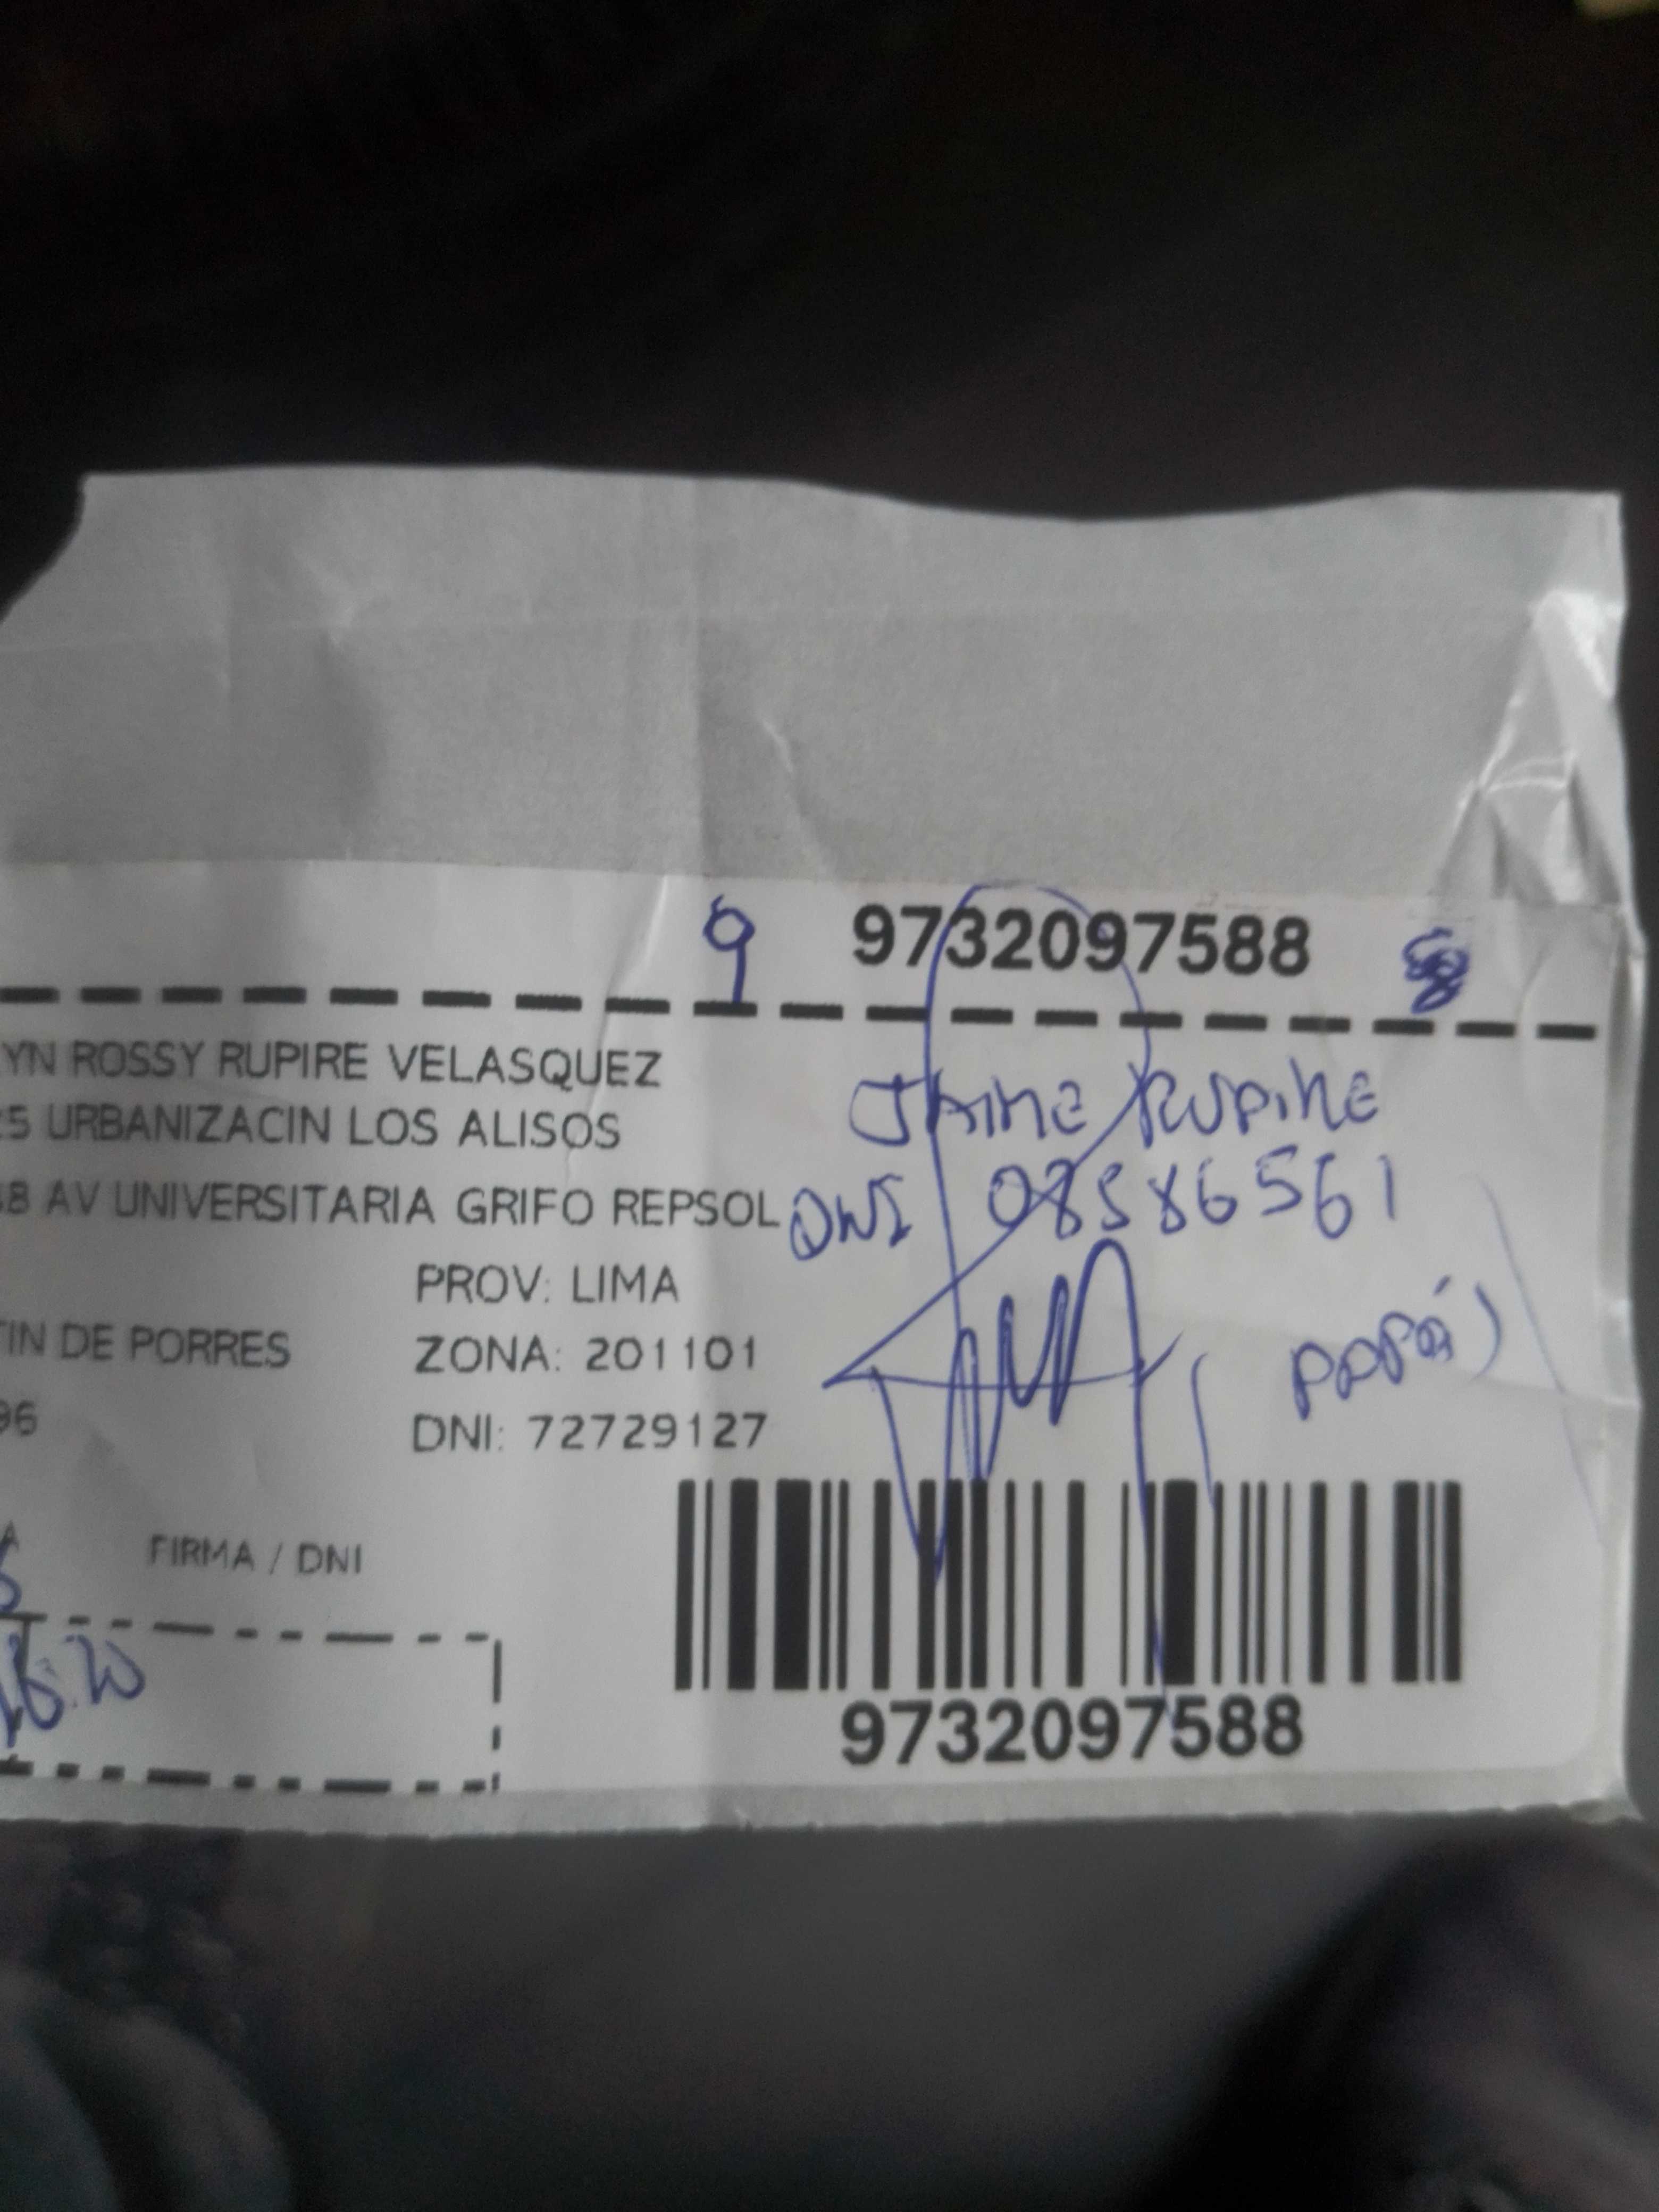 9 9732097588 8
YN ROSSY RUPIRE VELASQUEZ
25 URBANIZACIN LOS ALISOS
AV UNIVERSITARIA GRIFO REPSOL
JAIME RUPIRE
DNI 08586561
PROV: LIMA
TIN DE PORRES ZONA: 201101
(PAPÁ)
96 DNI: 72729127
FIRMA / DNI
9732097588